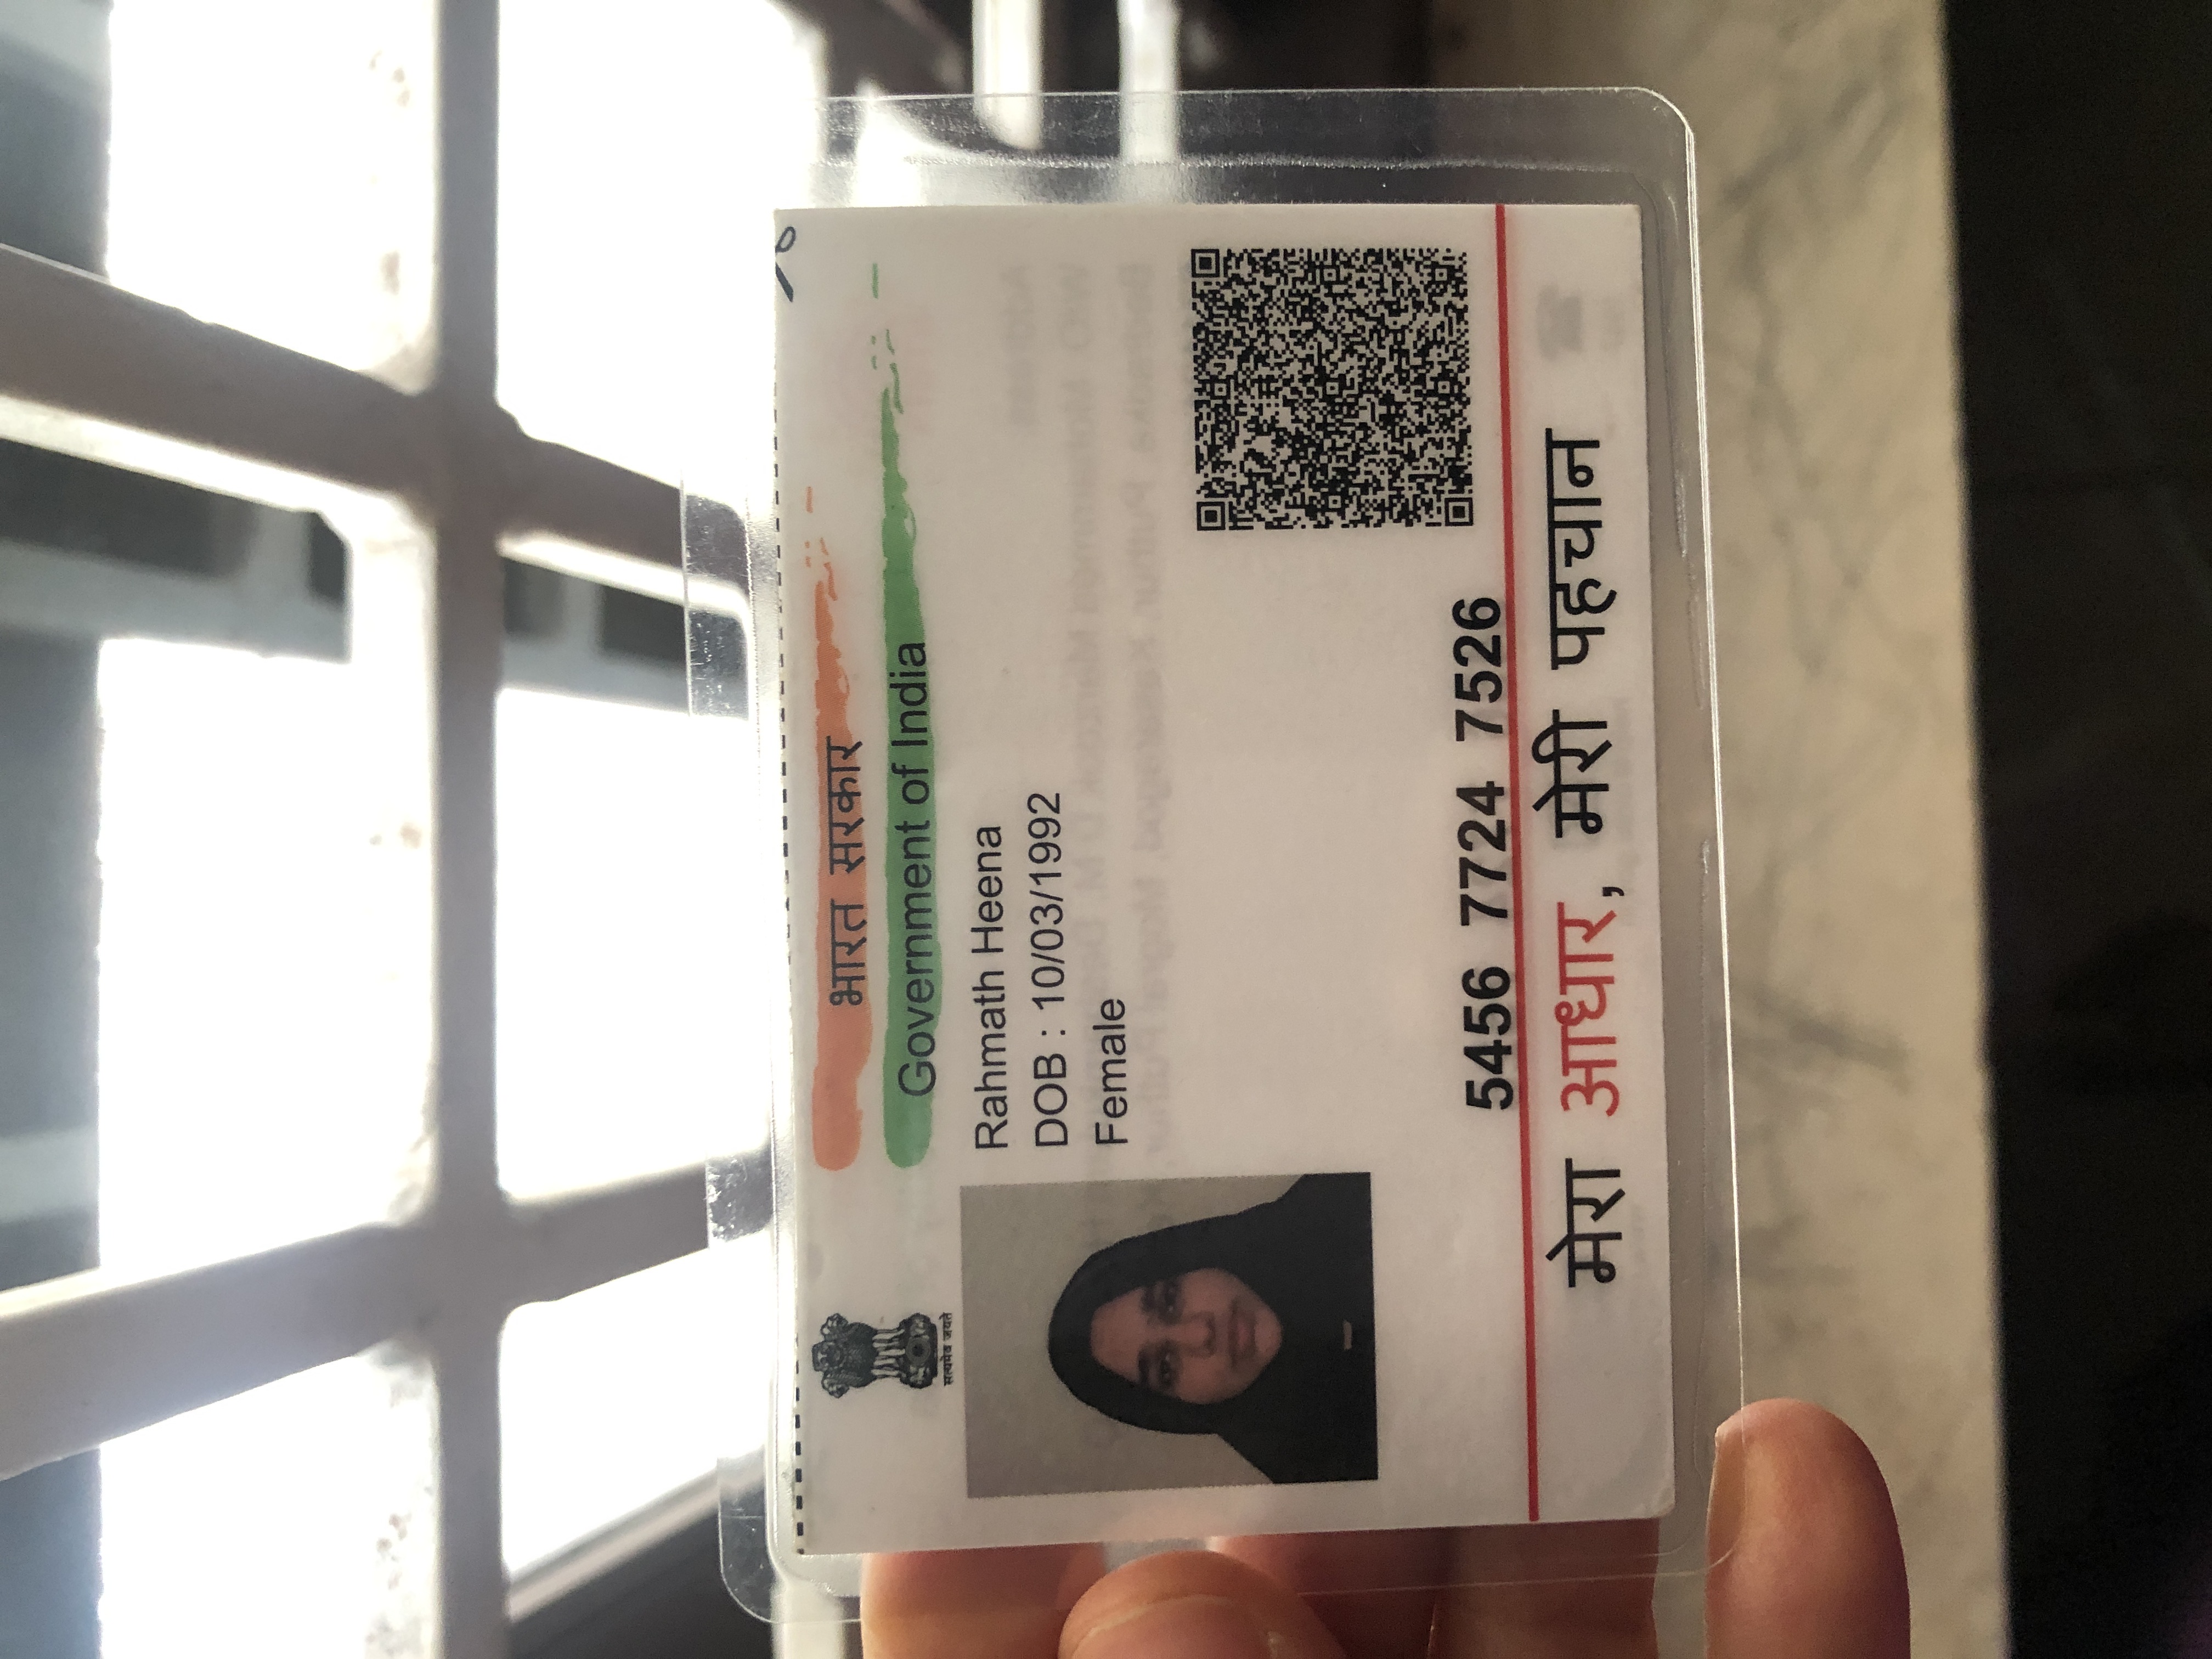 भारत सरकार
Government of India
सत्यमेव जयते
Rahmath Heena
DOB : 10/03/1992
Female
5456 7724 7526
मेरा आधार, मेरी पहचान